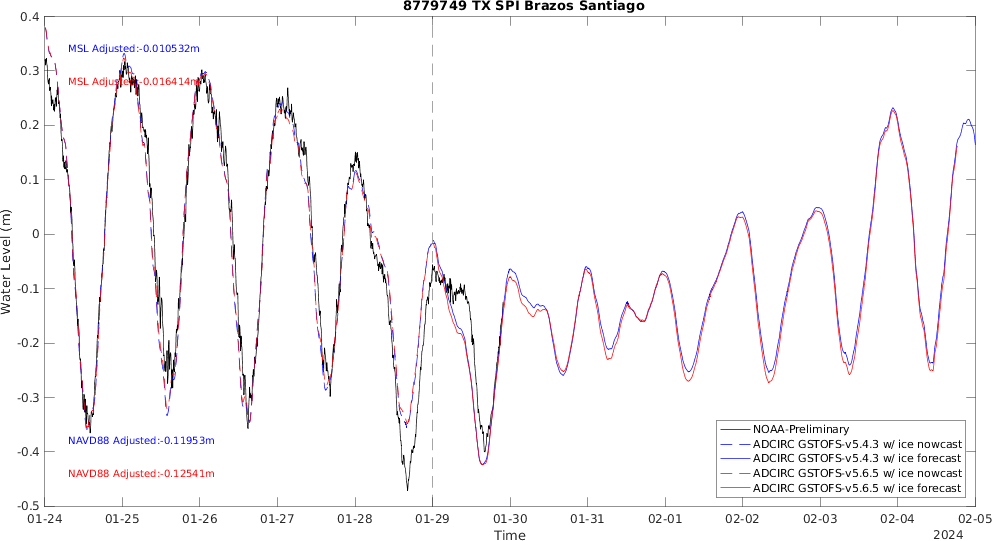 8779749 TX SPI Brazos Santiago
MSL Adjusted:-0.010532m
MSL Adjusted:-0.016414m
NAVD88 Adjusted:-0.11953m
NAVD88 Adjusted:-0.12541m
Water Level (m)
0.4
0.3
0.2
0.1
0
-0.1
-0.2
-0.3
-0.4
-0.5
NOAA-Preliminary
ADCIRC GSTOFS-v5.4.3 w/ ice nowcast
ADCIRC GSTOFS-v5.4.3 w/ ice forecast
ADCIRC GSTOFS-v5.6.5 w/ ice nowcast
ADCIRC GSTOFS-v5.6.5 w/ ice forecast
01-24 01-25 01-26 01-27 01-28 01-29 01-30 01-31 02-01 02-02 02-03 02-04 02-05
Time
2024